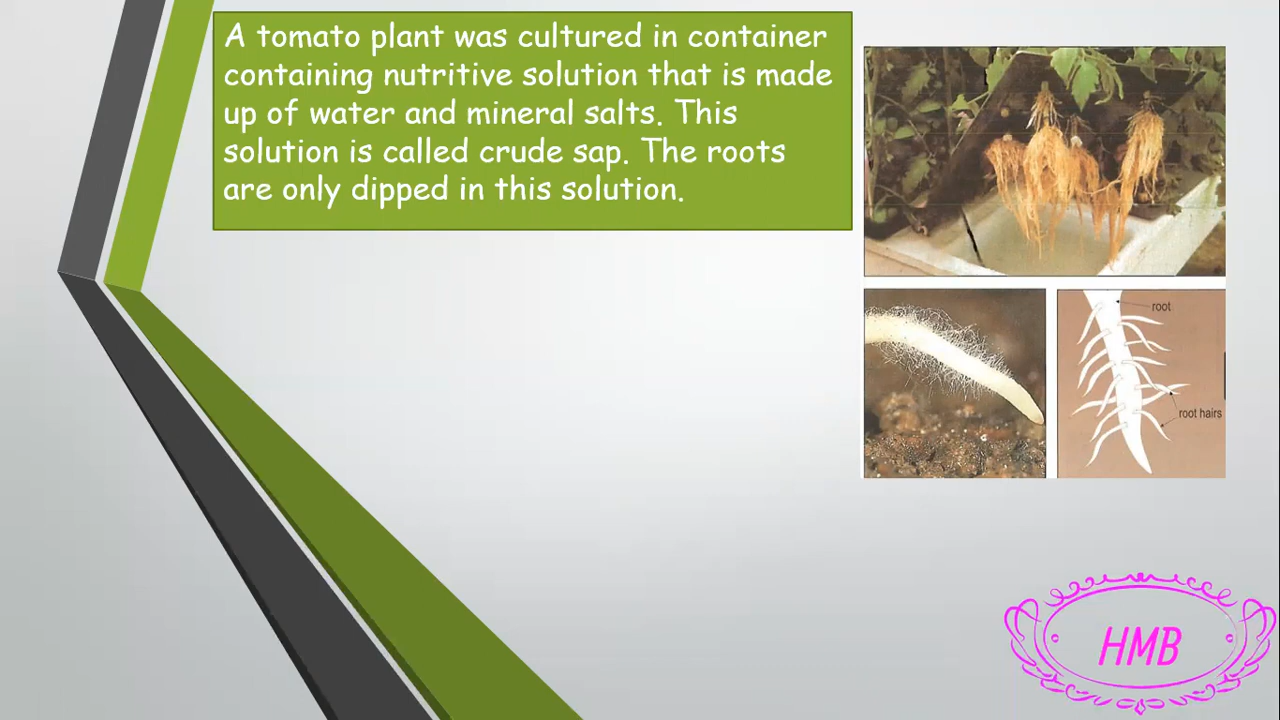 A tomato plant was cultured in container
containing nutritive solution that is made
up of water and mineral salts. This
solution is called crude sap. The roots
are only dipped in this solution.
root
root hairs
HMB